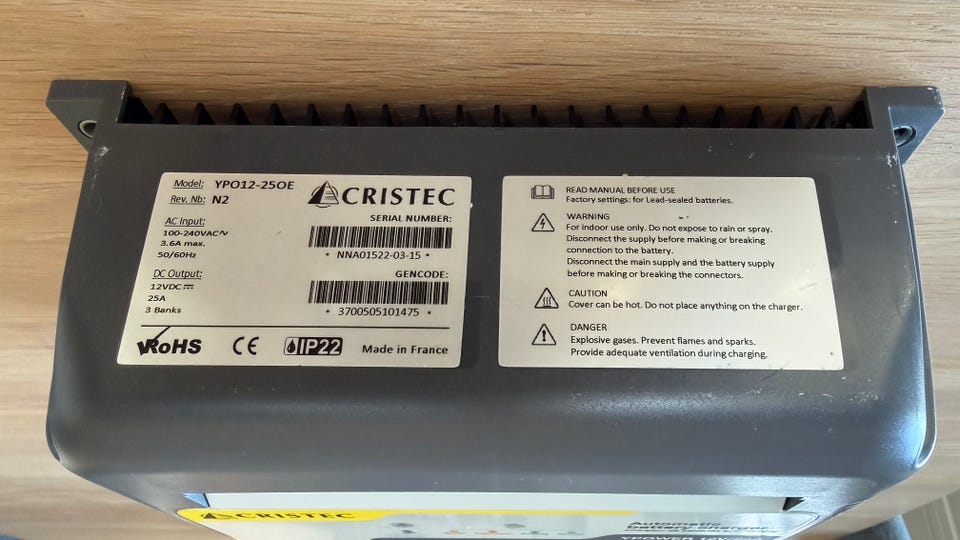 Model: YPO12-25OE
Rev. Nb: N2
CRISTEC
AC Input:
100-240VAC
3.6A max.
50/60Hz
SERIAL NUMBER:
* NNA01522-03-15 *
DC Output:
12VDC
25A
3 Banks
GENCODE:
* 3700505101475 *
RoHS CE IP22 Made in France
READ MANUAL BEFORE USE
Factory settings: for Lead-sealed batteries.
WARNING
For indoor use only. Do not expose to rain or spray.
Disconnect the supply before making or breaking
connection to the battery.
Disconnect the main supply and the battery supply
before making or breaking the connectors.
CAUTION
Cover can be hot. Do not place anything on the charger.
DANGER
Explosive gases. Prevent flames and sparks.
Provide adequate ventilation during charging.
CRISTEC
Automatic
battery charger
YPOWER